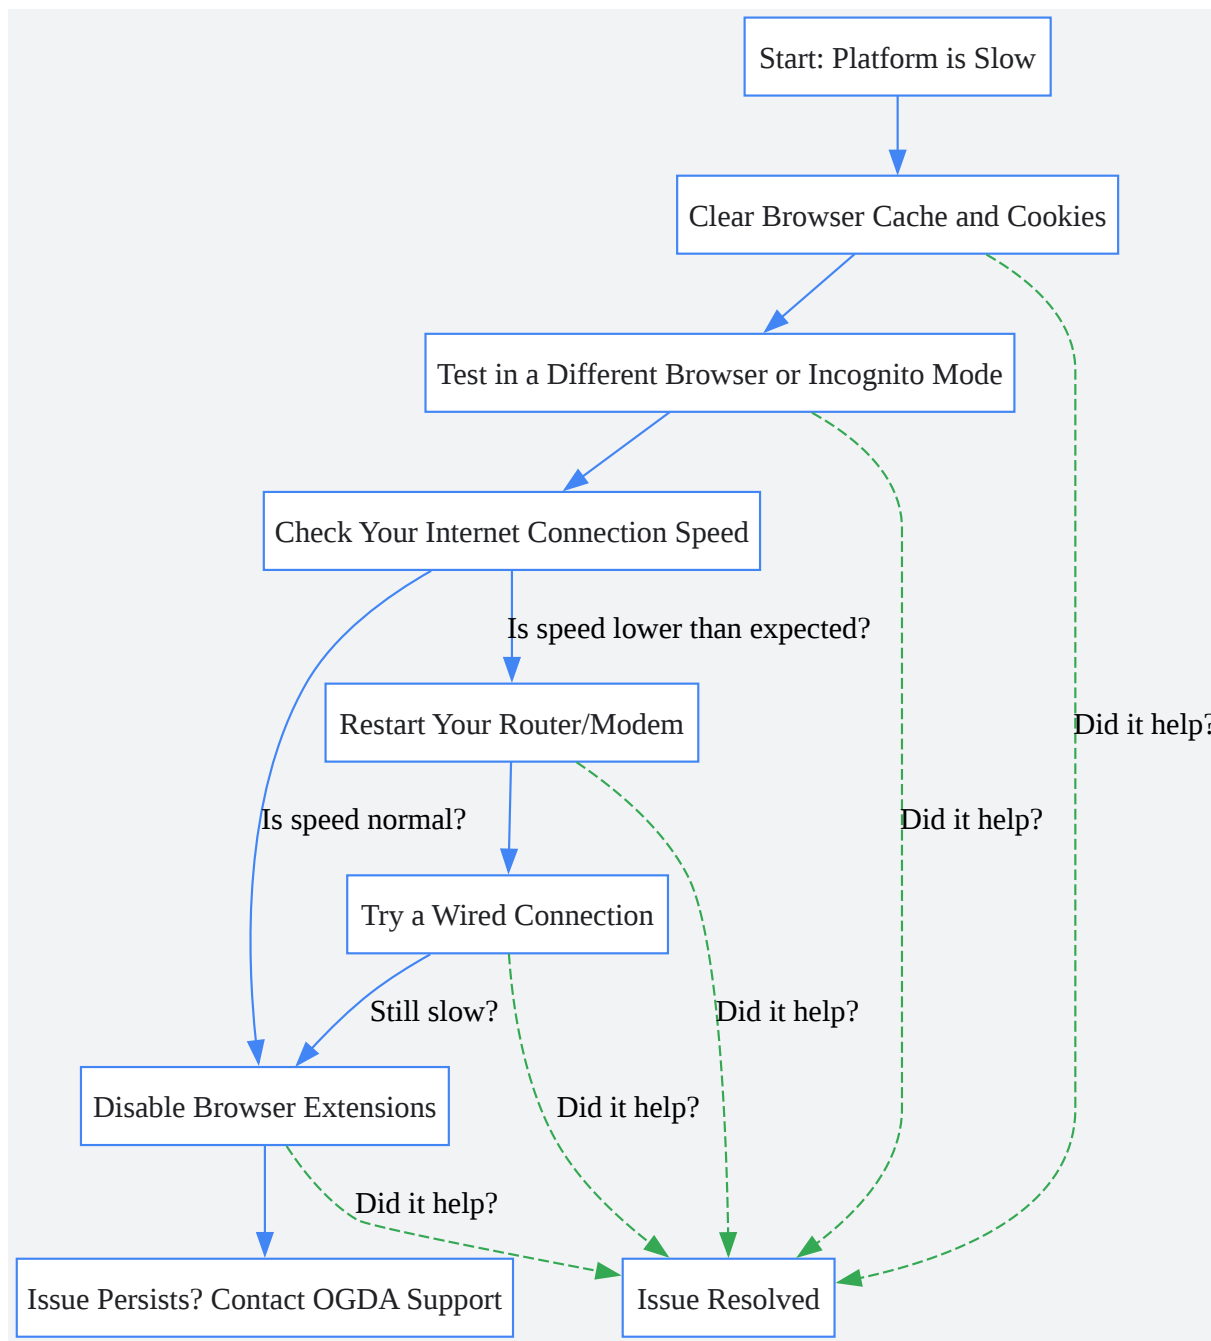 Start: Platform is Slow
Clear Browser Cache and Cookies
Test in a Different Browser or Incognito Mode
Check Your Internet Connection Speed
Is speed lower than expected?
Restart Your Router/Modem
Did it help?
Is speed normal?
Did it help?
Try a Wired Connection
Still slow?
Did it help?
Disable Browser Extensions
Did it help?
Did it help?
Issue Persists? Contact OGDA Support
Issue Resolved